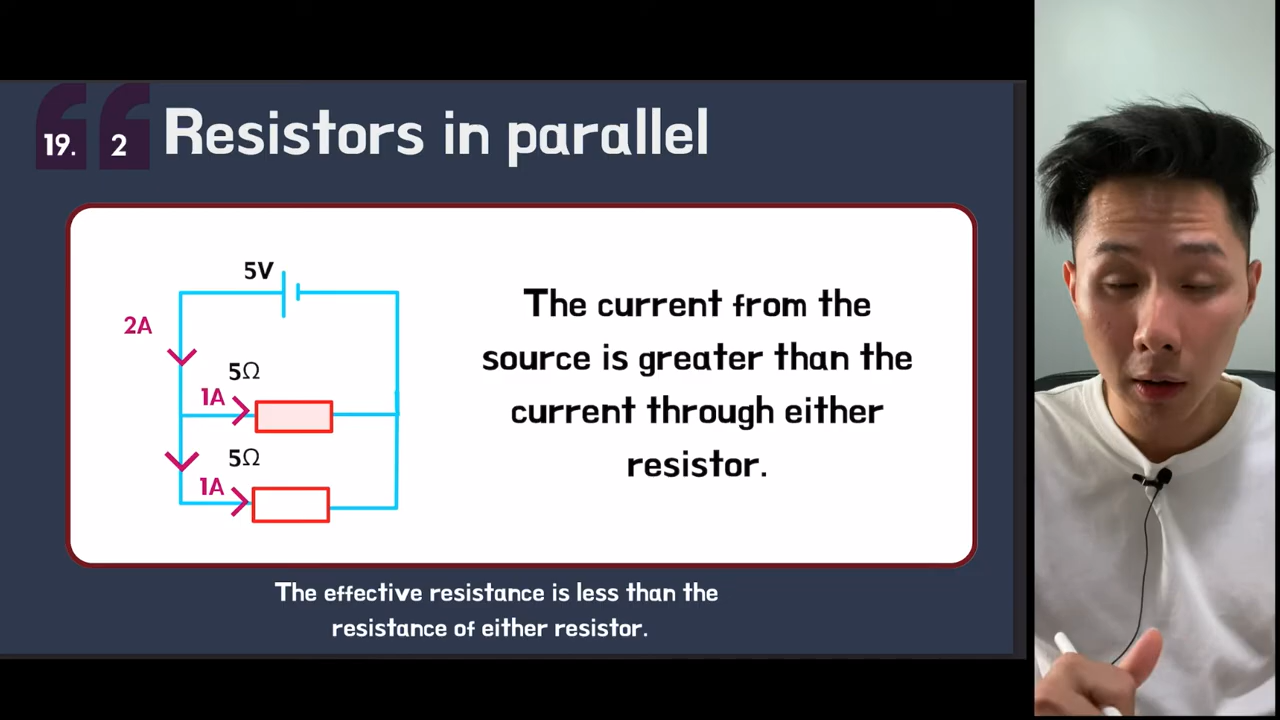 19. 2 Resistors in parallel
5V
2A
5Ω
1A
5Ω
1A
The current from the
source is greater than the
current through either
resistor.
The effective resistance is less than the
resistance of either resistor.